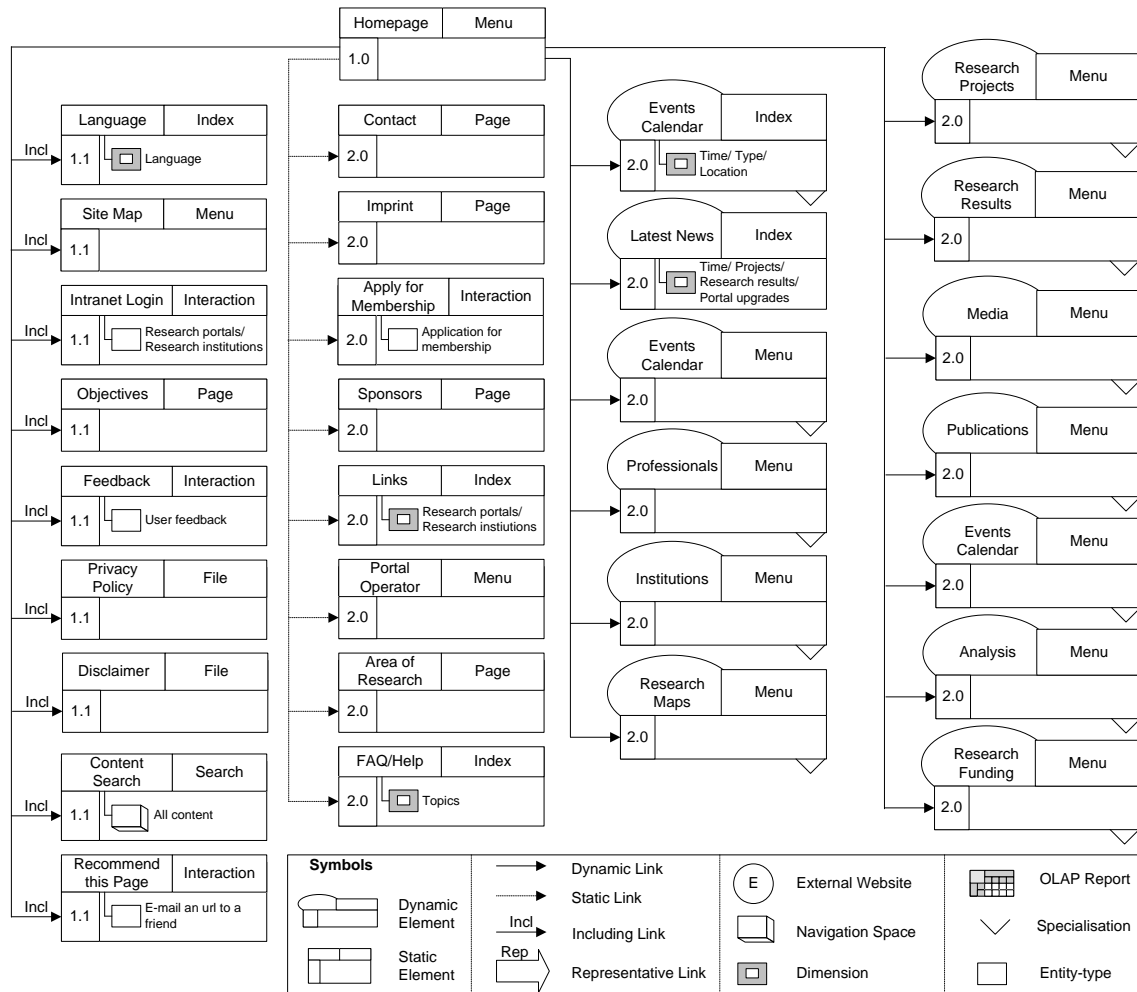 Homepage
Menu
1.0
Language
Index
Incl
1.1
Language
Site Map
Menu
Incl
1.1
Intranet Login
Interaction
Incl
1.1
Research portals/
Research institutions
Objectives
Page
Incl
1.1
Feedback
Interaction
Incl
1.1
User feedback
Privacy
Policy
File
Incl
1.1
Disclaimer
File
Incl
1.1
Content
Search
Search
Incl
1.1
All content
Recommend
this Page
Interaction
Incl
1.1
E-mail an url to a
friend
Contact
Page
2.0
Imprint
Page
2.0
Apply for
Membership
Interaction
2.0
Application for
membership
Sponsors
Page
2.0
Links
Index
2.0
Research portals/
Research instiutions
Portal
Operator
Menu
2.0
Area of
Research
Page
2.0
FAQ/Help
Index
2.0
Topics
Events
Calendar
Index
2.0
Time/ Type/
Location
Latest News
Index
2.0
Time/ Projects/
Research results/
Portal upgrades
Events
Calendar
Menu
2.0
Professionals
Menu
2.0
Institutions
Menu
2.0
Research
Maps
Menu
2.0
Research
Projects
Menu
2.0
Research
Results
Menu
2.0
Media
Menu
2.0
Publications
Menu
2.0
Events
Calendar
Menu
2.0
Analysis
Menu
2.0
Research
Funding
Menu
2.0
Symbols
Dynamic
Element
Static
Element
Dynamic Link
Static Link
Incl
Including Link
Rep
Representative Link
E
External Website
Navigation Space
Dimension
OLAP Report
Specialisation
Entity-type